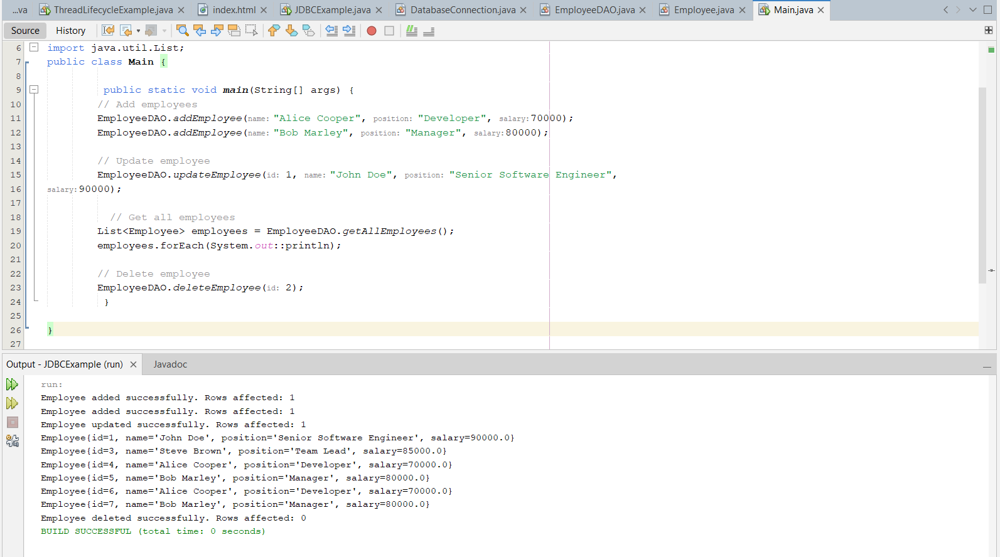 ...va ThreadLifecycleExample.java index.html JDBCExample.java DatabaseConnection.java EmployeeDAO.java Employee.java Main.java
Source History
6 import java.util.List;
7 public class Main {
8
9 public static void main(String[] args) {
10 // Add employees
11 EmployeeDAO.addEmployee(name: "Alice Cooper", position: "Developer", salary: 70000);
12 EmployeeDAO.addEmployee(name: "Bob Marley", position: "Manager", salary: 80000);
13
14 // Update employee
15 EmployeeDAO.updateEmployee(id: 1, name: "John Doe", position: "Senior Software Engineer",
16 salary: 90000);
17
18 // Get all employees
19 List<Employee> employees = EmployeeDAO.getAllEmployees();
20 employees.forEach(System.out::println);
21
22 // Delete employee
23 EmployeeDAO.deleteEmployee(id: 2);
24 }
25
26 }
27
Output - JDBCExample (run) Javadoc
run:
Employee added successfully. Rows affected: 1
Employee added successfully. Rows affected: 1
Employee updated successfully. Rows affected: 1
Employee{id=1, name='John Doe', position='Senior Software Engineer', salary=90000.0}
Employee{id=3, name='Steve Brown', position='Team Lead', salary=85000.0}
Employee{id=4, name='Alice Cooper', position='Developer', salary=70000.0}
Employee{id=5, name='Bob Marley', position='Manager', salary=80000.0}
Employee{id=6, name='Alice Cooper', position='Developer', salary=70000.0}
Employee{id=7, name='Bob Marley', position='Manager', salary=80000.0}
Employee deleted successfully. Rows affected: 0
BUILD SUCCESSFUL (total time: 0 seconds)